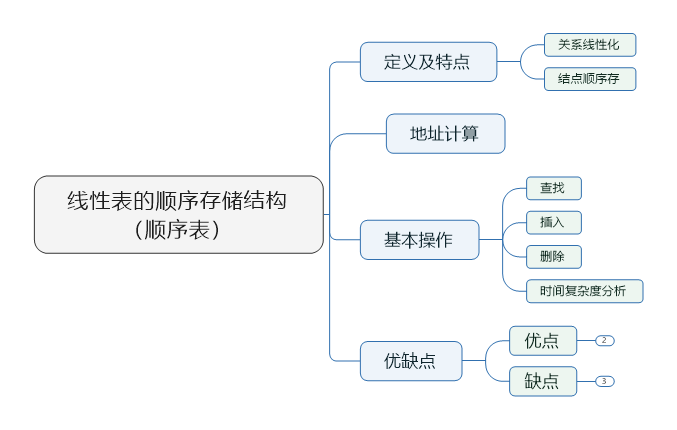 线性表的顺序存储结构
（顺序表）
定义及特点
关系线性化
结点顺序存
地址计算
基本操作
查找
插入
删除
时间复杂度分析
优缺点
优点
2
缺点
3